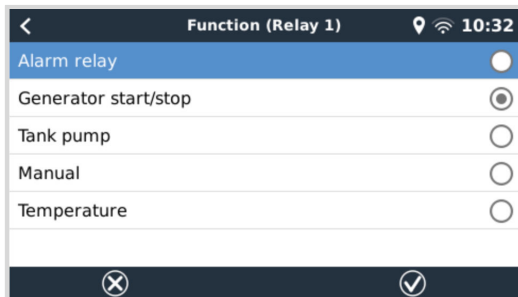 Function (Relay 1) 10:32
Alarm relay
Generator start/stop
Tank pump
Manual
Temperature